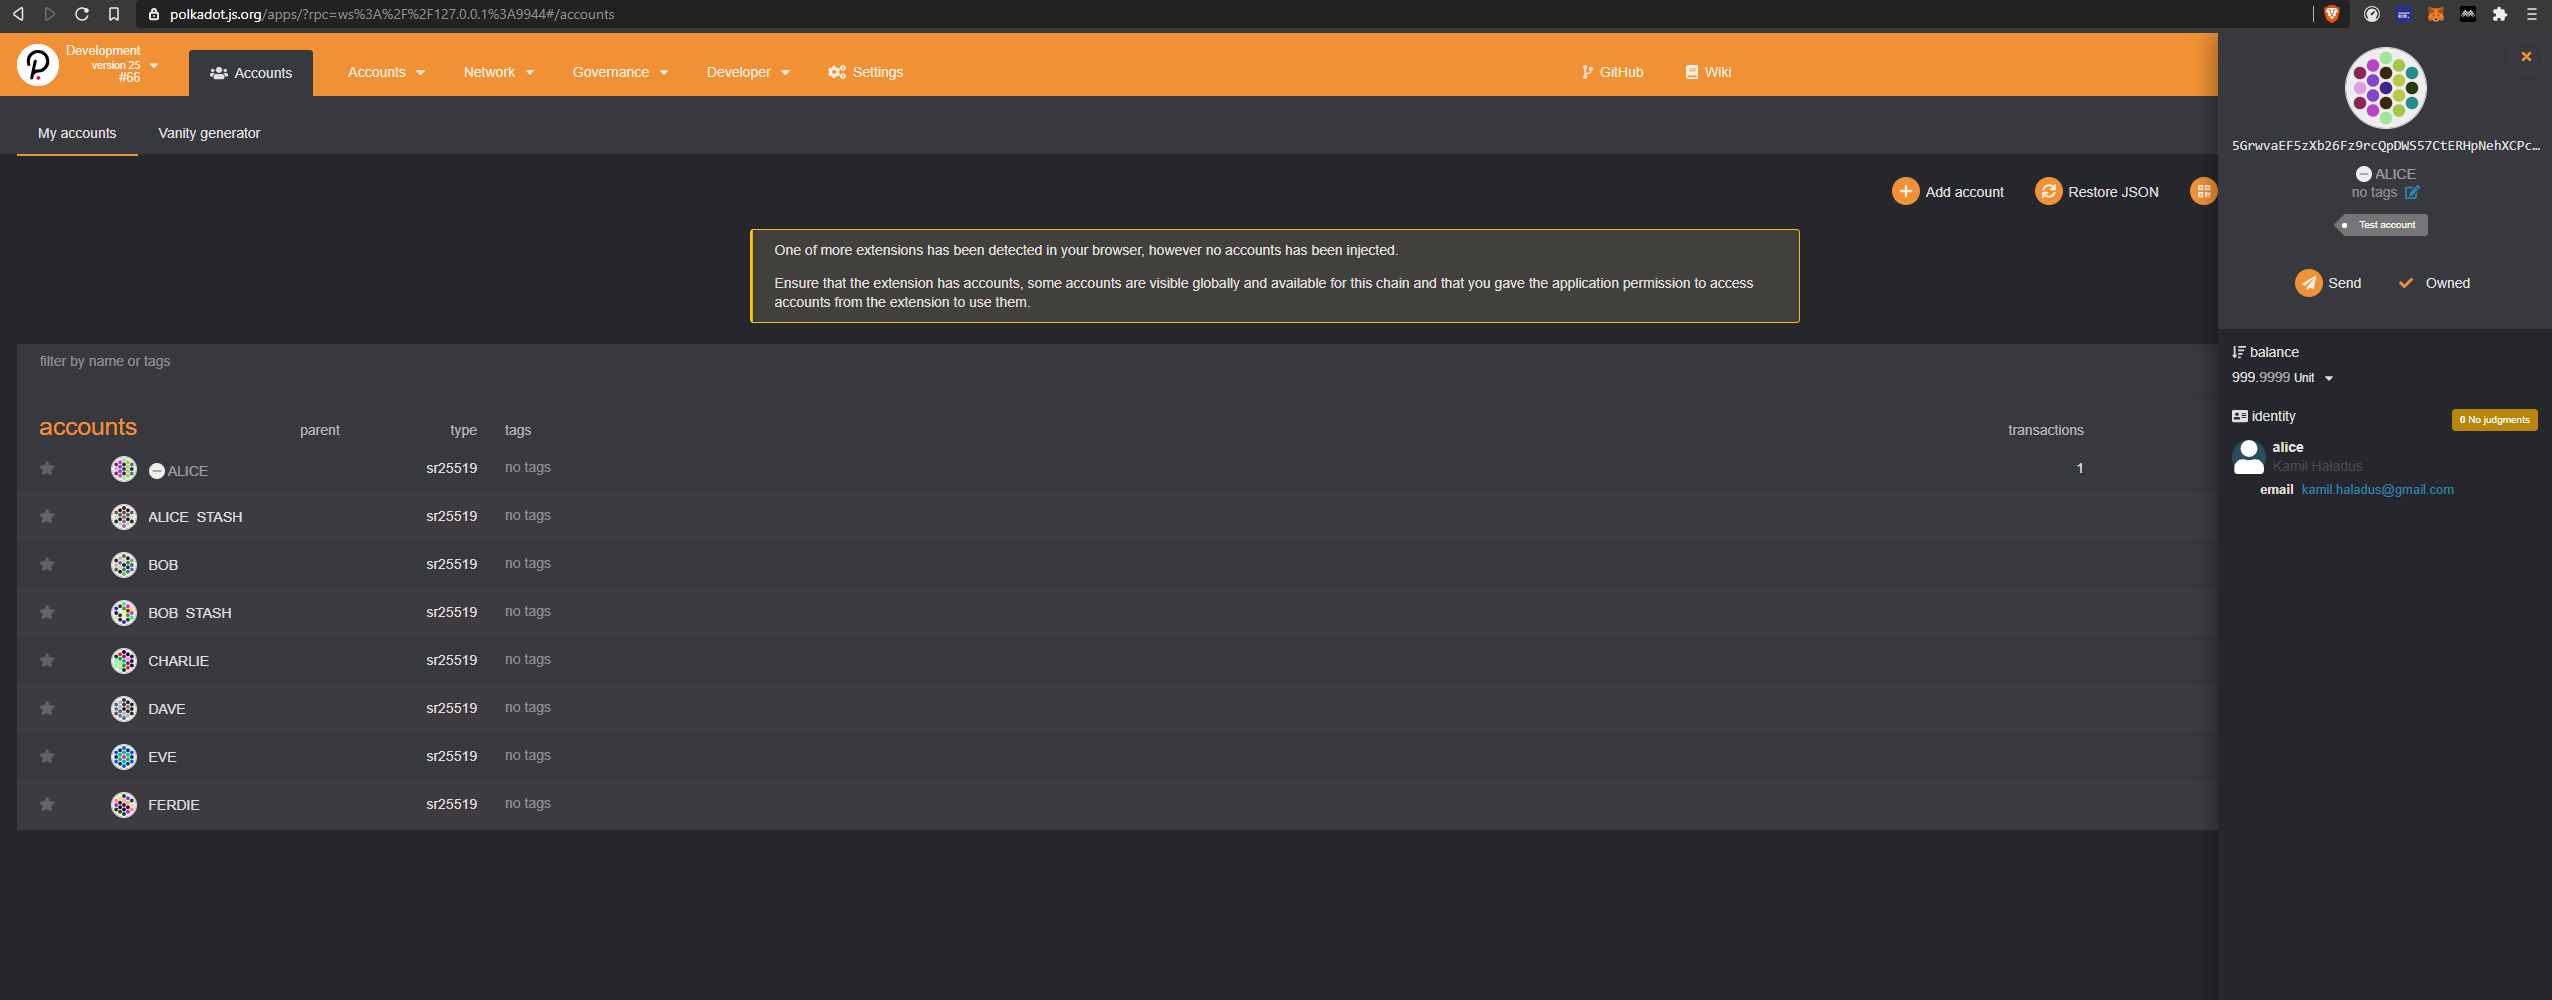 polkadot.js.org/apps/?rpc=ws%3A%2F%2F127.0.0.1%3A9944#/accounts
Development
version 25
#66
Accounts
Accounts
Network
Governance
Developer
Settings
GitHub
Wiki
My accounts
Vanity generator
Add account
Restore JSON
One of more extensions has been detected in your browser, however no accounts has been injected.
Ensure that the extension has accounts, some accounts are visible globally and available for this chain and that you gave the application permission to access
accounts from the extension to use them.
filter by name or tags
accounts parent type tags transactions
ALICE sr25519 no tags 1
ALICE STASH sr25519 no tags
BOB sr25519 no tags
BOB STASH sr25519 no tags
CHARLIE sr25519 no tags
DAVE sr25519 no tags
EVE sr25519 no tags
FERDIE sr25519 no tags
5GrwvaEF5zXb26Fz9rcQpDWS57CtERHpNehXCPc…
ALICE
no tags
Test account
Send
Owned
balance
999.9999 Unit
identity
0 No judgments
alice
Kamil Haładus
email kamil.haladus@gmail.com